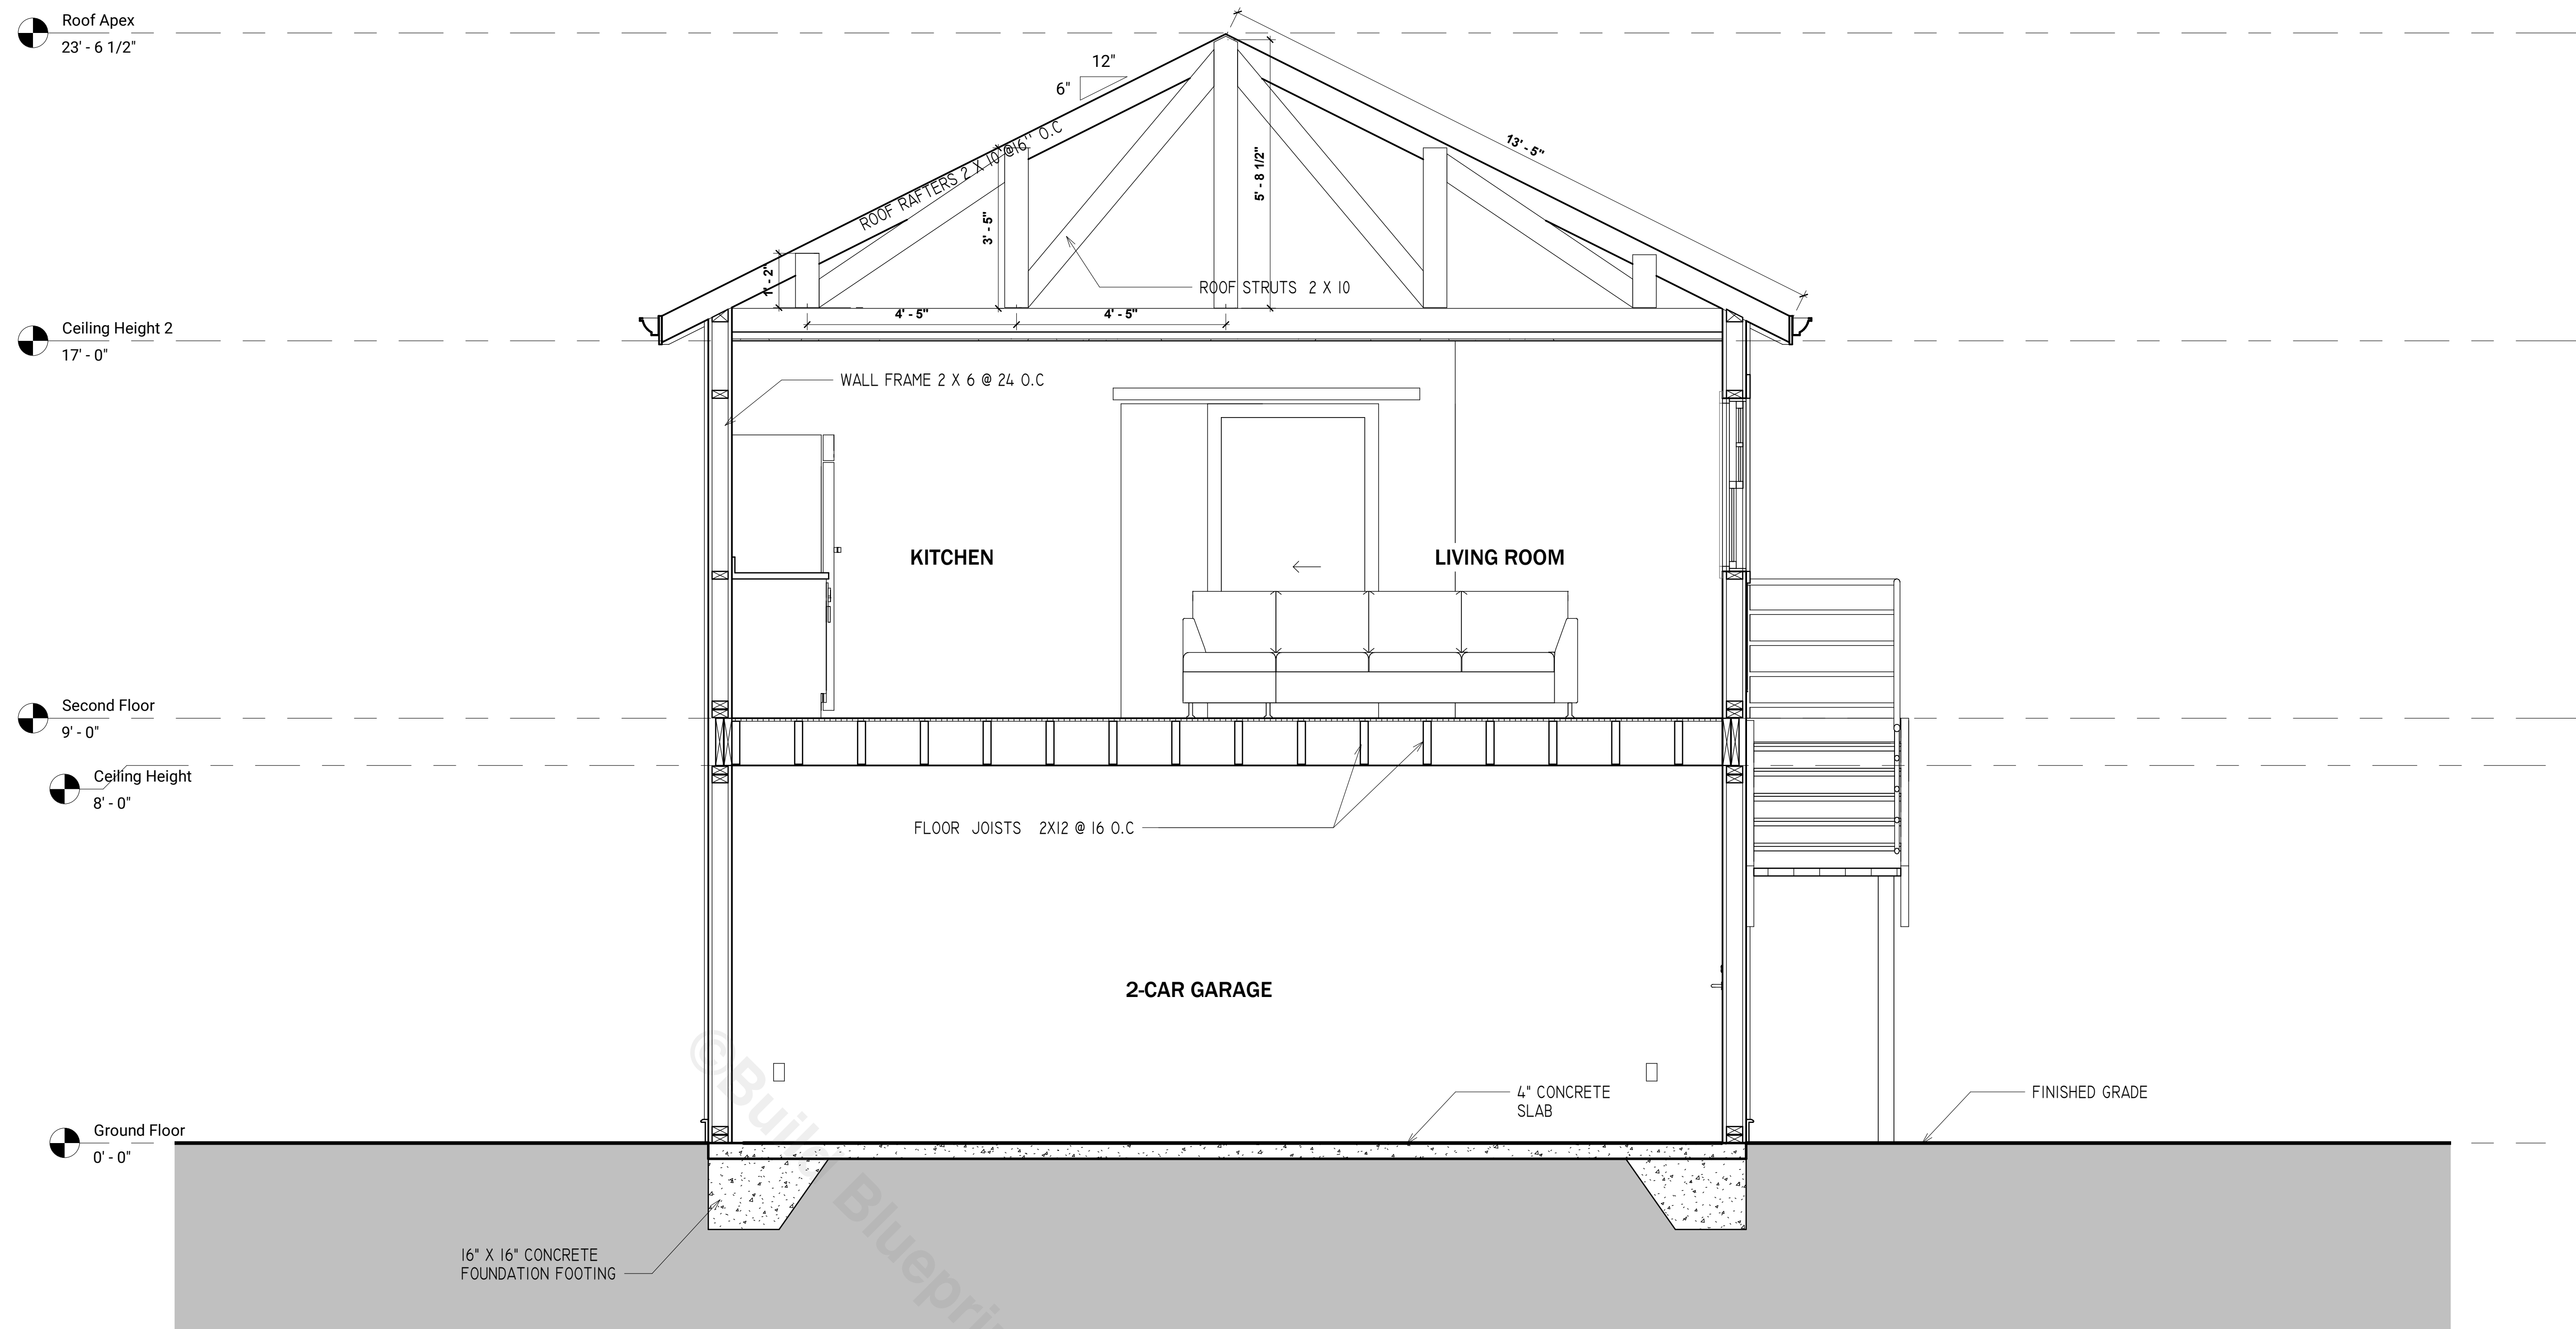 Roof Apex
23' - 6 1/2"
12"
6"
ROOF RAFTERS 2 X 10 @16'' O.C
13' - 5"
5' - 8 1/2"
3' - 5"
1' - 2"
ROOF STRUTS 2 X 10
4' - 5"
4' - 5"
Ceiling Height 2
17' - 0"
WALL FRAME 2 X 6 @ 24 O.C
KITCHEN
LIVING ROOM
Second Floor
9' - 0"
Ceiling Height
8' - 0"
FLOOR JOISTS 2X12 @ 16 O.C
2-CAR GARAGE
4" CONCRETE
SLAB
FINISHED GRADE
Ground Floor
0' - 0"
16" X 16" CONCRETE
FOUNDATION FOOTING